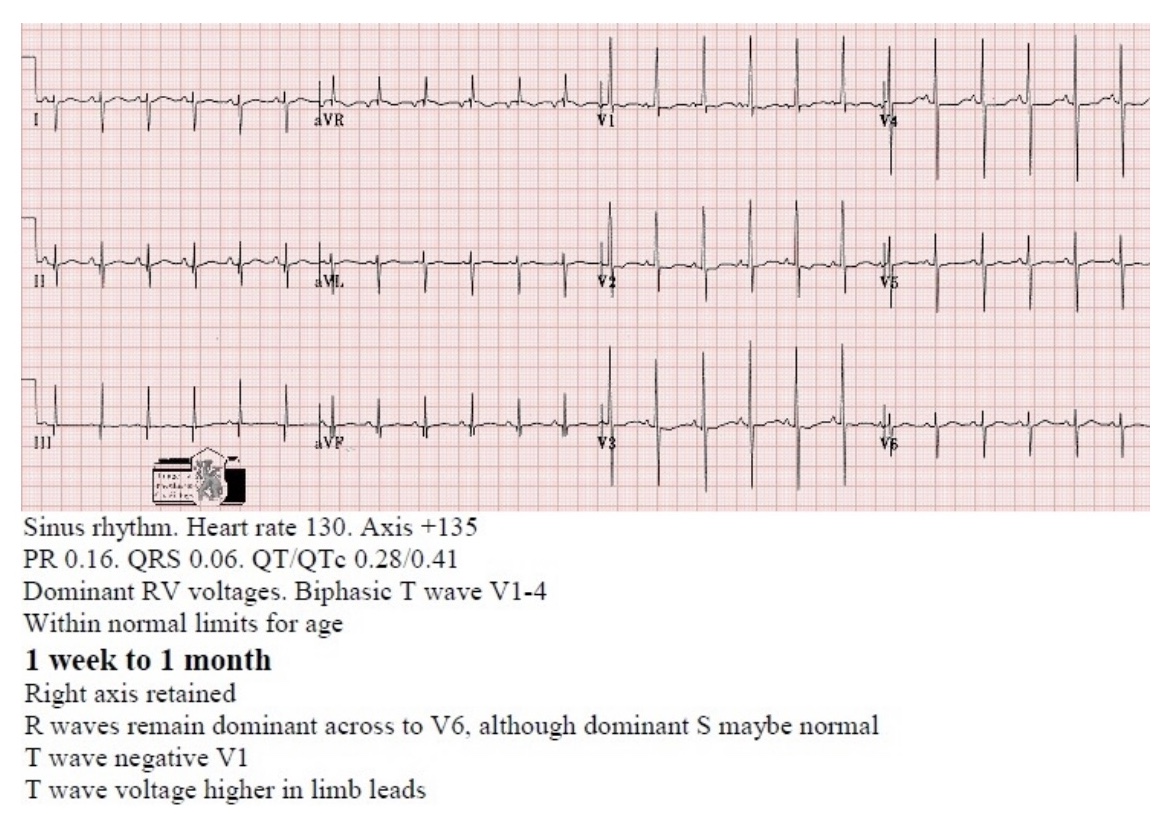 I aVR V1 V4
II aVL V2 V5
III aVF V3 V6
Sinus rhythm. Heart rate 130. Axis +135
PR 0.16. QRS 0.06. QT/QTc 0.28/0.41
Dominant RV voltages. Biphasic T wave V1-4
Within normal limits for age
1 week to 1 month
Right axis retained
R waves remain dominant across to V6, although dominant S maybe normal
T wave negative V1
T wave voltage higher in limb leads